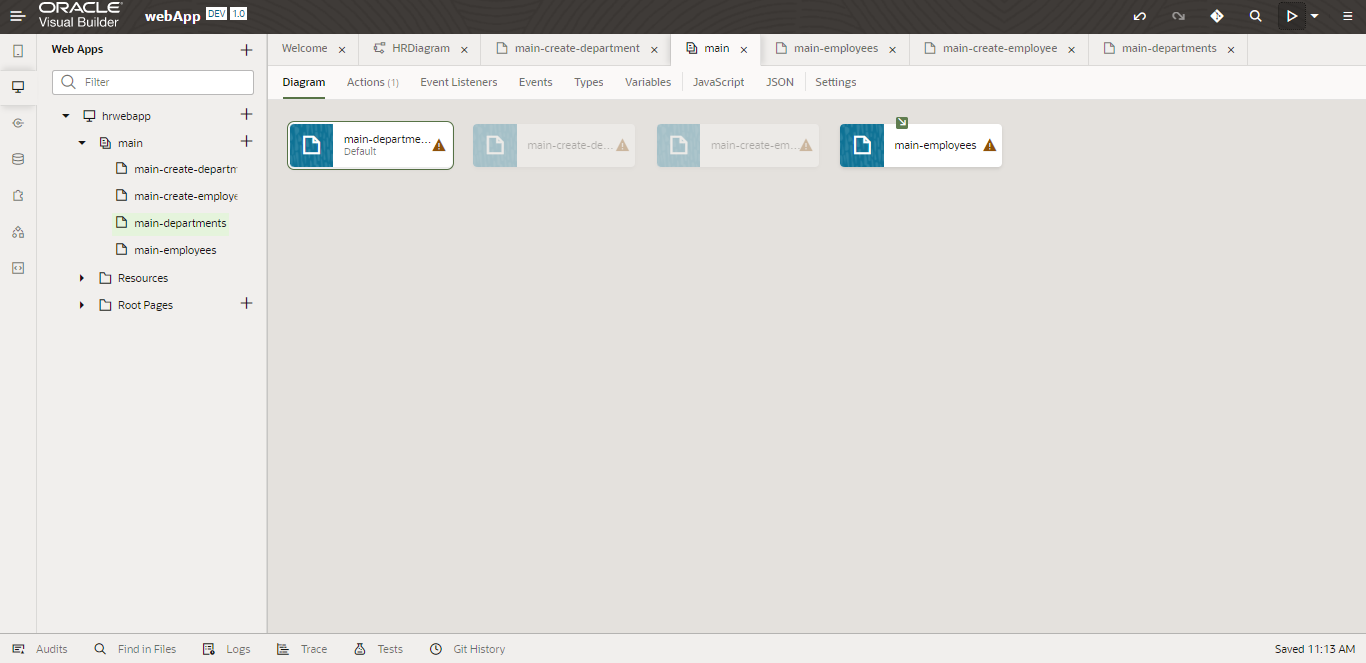 ORACLE
Visual Builder
webApp DEV 1.0
Web Apps
Filter
hrwebapp
main
main-create-departm
main-create-employe
main-departments
main-employees
Resources
Root Pages
Welcome
HRDiagram
main-create-department
main
main-employees
main-create-employee
main-departments
Diagram
Actions (1)
Event Listeners
Events
Types
Variables
JavaScript
JSON
Settings
main-departme...
Default
main-create-de...
main-create-em...
main-employees
Audits
Find in Files
Logs
Trace
Tests
Git History
Saved 11:13 AM